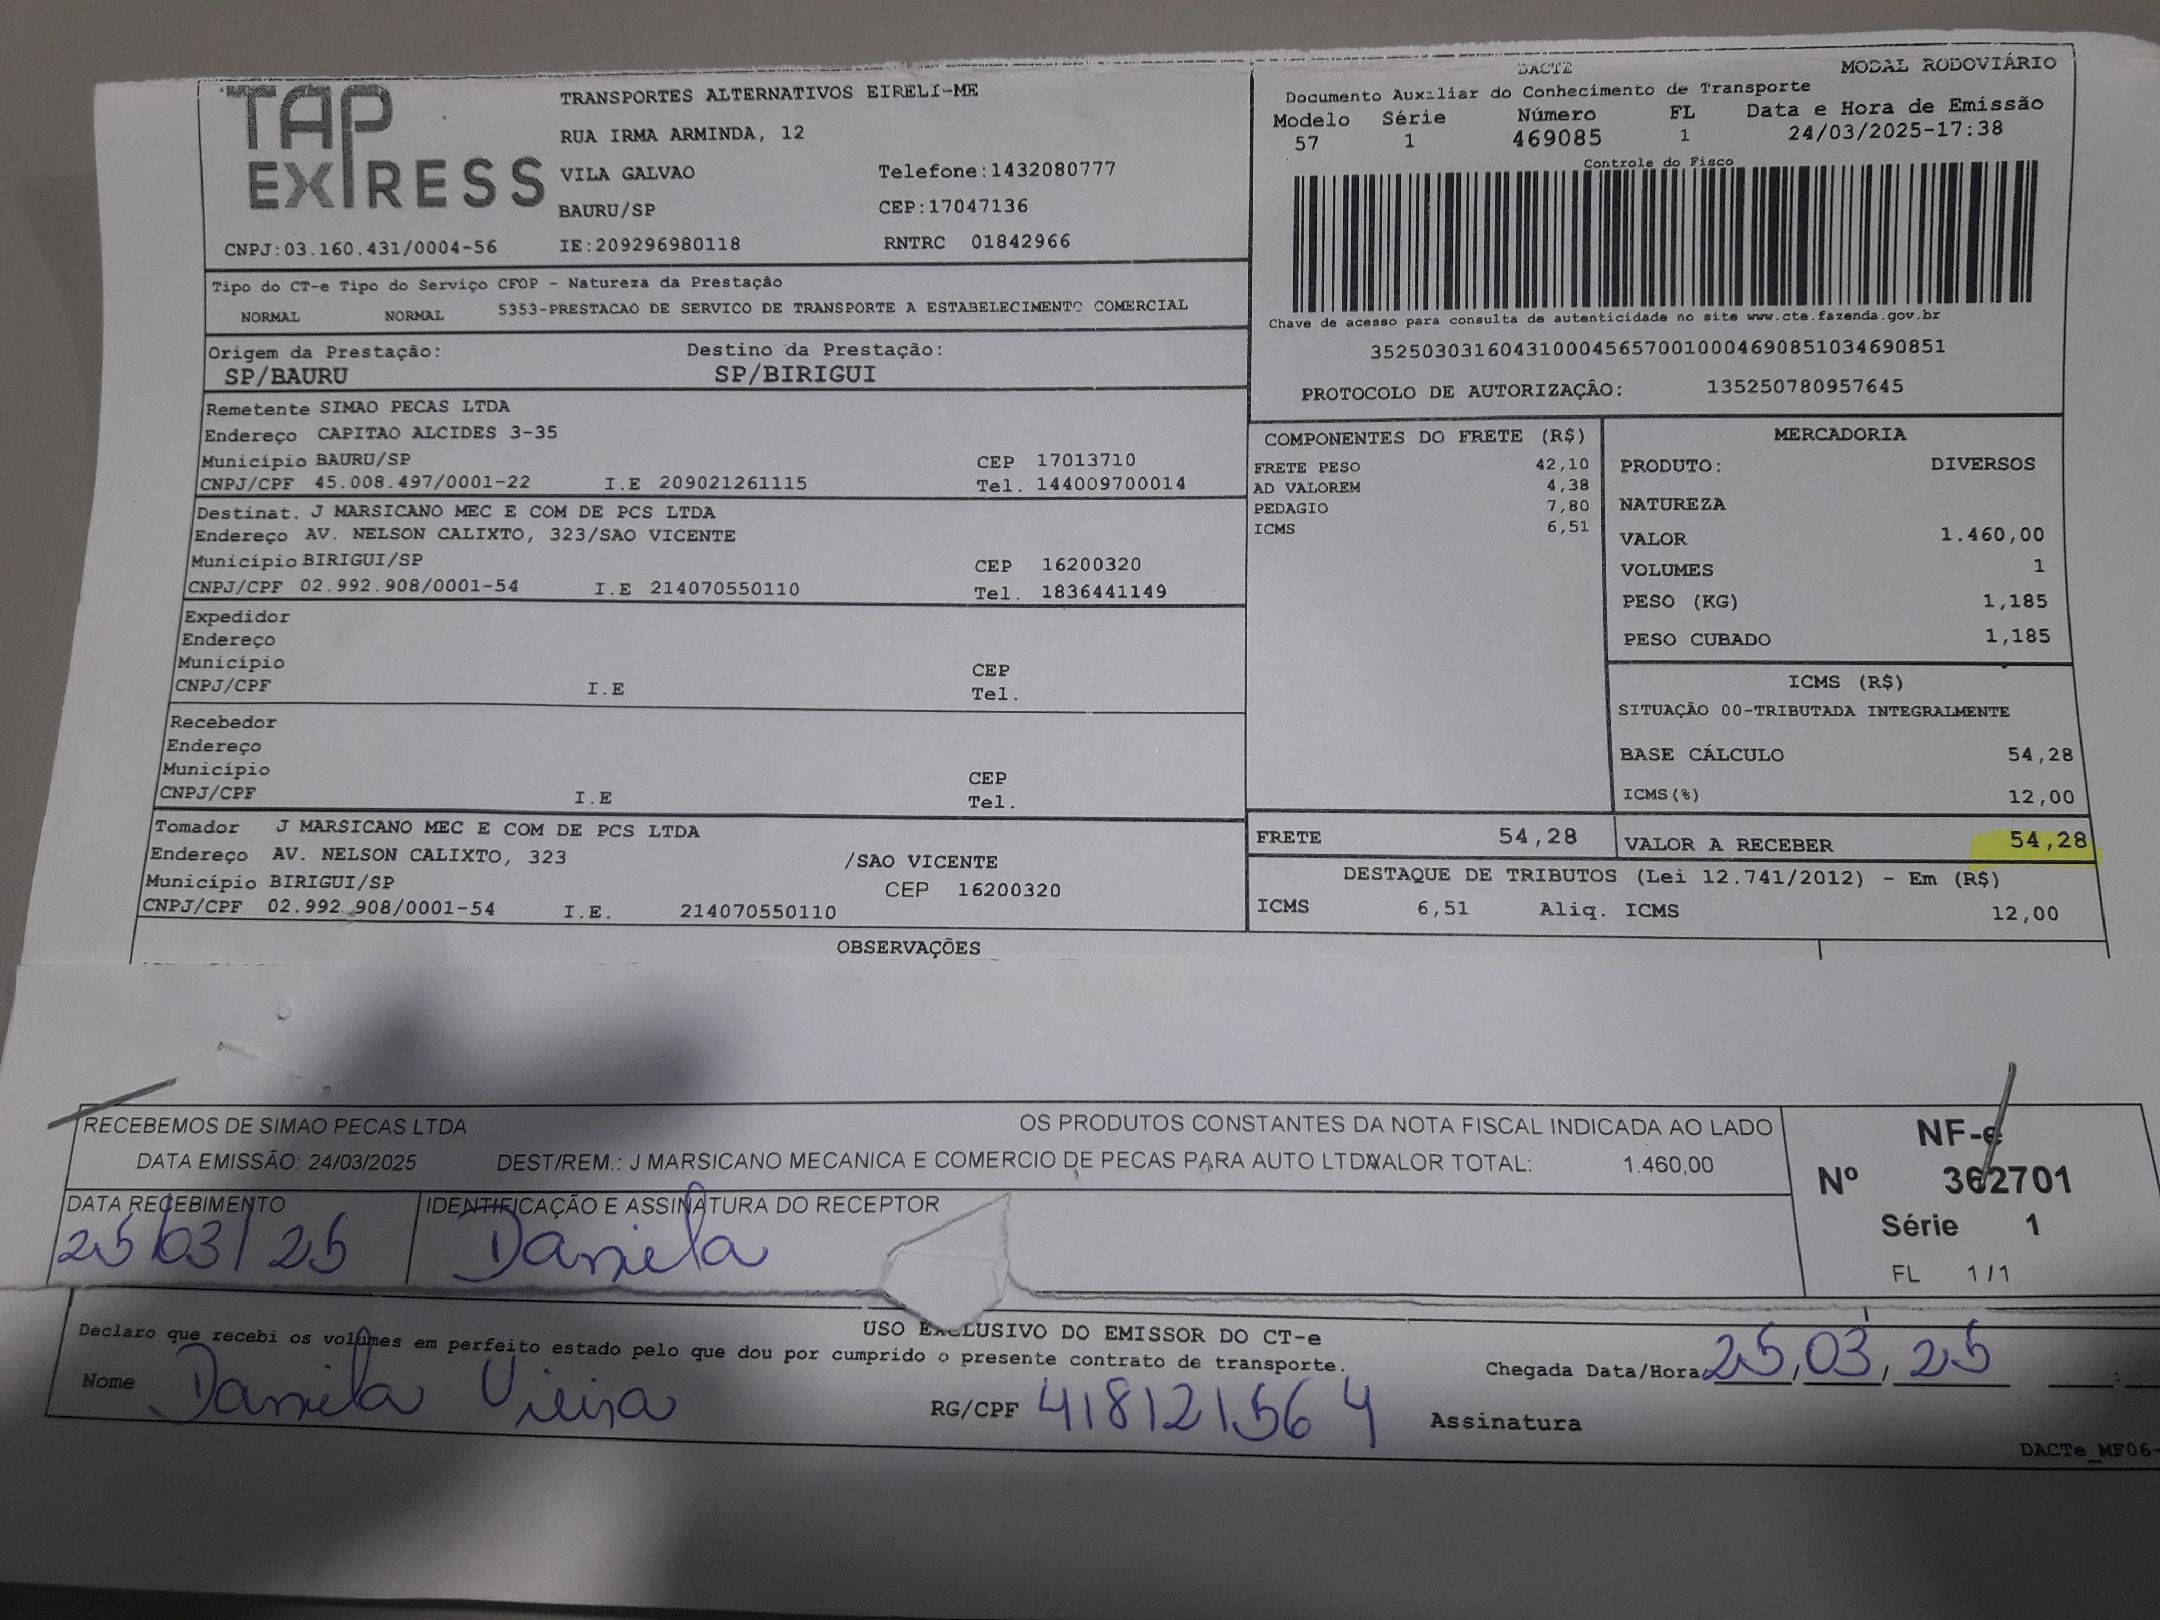 TAP EXPRESS
TRANSPORTES ALTERNATIVOS EIRELI-ME
RUA IRMA ARMINDA, 12
VILA GALVAO Telefone:1432080777
BAURU/SP CEP:17047136
CNPJ:03.160.431/0004-56 IE:209296980118 RNTRC 01842966
DACTE MODAL RODOVIÁRIO
Documento Auxiliar do Conhecimento de Transporte
Modelo Série Número FL Data e Hora de Emissão
57 1 469085 1 24/03/2025-17:38
Controle do Fisco
Chave de acesso para consulta de autenticidade no site www.cte.fazenda.gov.br
35250303160431000456570010004690851034690851
PROTOCOLO DE AUTORIZAÇÂO: 135250780957645
Tipo do CT-e Tipo do Serviço CFOP - Natureza da Prestação
NORMAL NORMAL 5353-PRESTACAO DE SERVICO DE TRANSPORTE A ESTABELECIMENTO COMERCIAL
Origem da Prestação: Destino da Prestação:
SP/BAURU SP/BIRIGUI
Remetente SIMAO PECAS LTDA
Endereço CAPITAO ALCIDES 3-35
Município BAURU/SP CEP 17013710
CNPJ/CPF 45.008.497/0001-22 I.E 209021261115 Tel. 144009700014
Destinat. J MARSICANO MEC E COM DE PCS LTDA
Endereço AV. NELSON CALIXTO, 323/SAO VICENTE
Município BIRIGUI/SP CEP 16200320
CNPJ/CPF 02.992.908/0001-54 I.E 214070550110 Tel. 1836441149
Expedidor
Endereço
Município CEP
CNPJ/CPF I.E Tel.
Recebedor
Endereço
Município CEP
CNPJ/CPF I.E Tel.
Tomador J MARSICANO MEC E COM DE PCS LTDA
Endereço AV. NELSON CALIXTO, 323 /SAO VICENTE
Município BIRIGUI/SP CEP 16200320
CNPJ/CPF 02.992.908/0001-54 I.E. 214070550110
COMPONENTES DO FRETE (R$)
FRETE PESO 42,10
AD VALOREM 4,38
PEDAGIO 7,80
ICMS 6,51
MERCADORIA
PRODUTO: DIVERSOS
NATUREZA
VALOR 1.460,00
VOLUMES 1
PESO (KG) 1,185
PESO CUBADO 1,185
ICMS (R$)
SITUAÇÃO 00-TRIBUTADA INTEGRALMENTE
BASE CÁLCULO 54,28
ICMS(%) 12,00
FRETE 54,28 VALOR A RECEBER 54,28
DESTAQUE DE TRIBUTOS (Lei 12.741/2012) - Em (R$)
ICMS 6,51 Aliq. ICMS 12,00
OBSERVAÇÕES
RECEBEMOS DE SIMAO PECAS LTDA OS PRODUTOS CONSTANTES DA NOTA FISCAL INDICADA AO LADO
DATA EMISSÃO: 24/03/2025 DEST/REM.: J MARSICANO MECANICA E COMERCIO DE PECAS PARA AUTO LTDA VALOR TOTAL: 1.460,00
NF-e
Nº 362701
Série 1
FL 1/1
DATA RECEBIMENTO IDENTIFICAÇÃO E ASSINATURA DO RECEPTOR
25/03/25 Daniela
USO EXCLUSIVO DO EMISSOR DO CT-e
Declaro que recebi os volumes em perfeito estado pelo que dou por cumprido o presente contrato de transporte.
Chegada Data/Hora 25,03,25 :
Nome Daniela Vieira RG/CPF 418121564 Assinatura
DACTe_MF06-